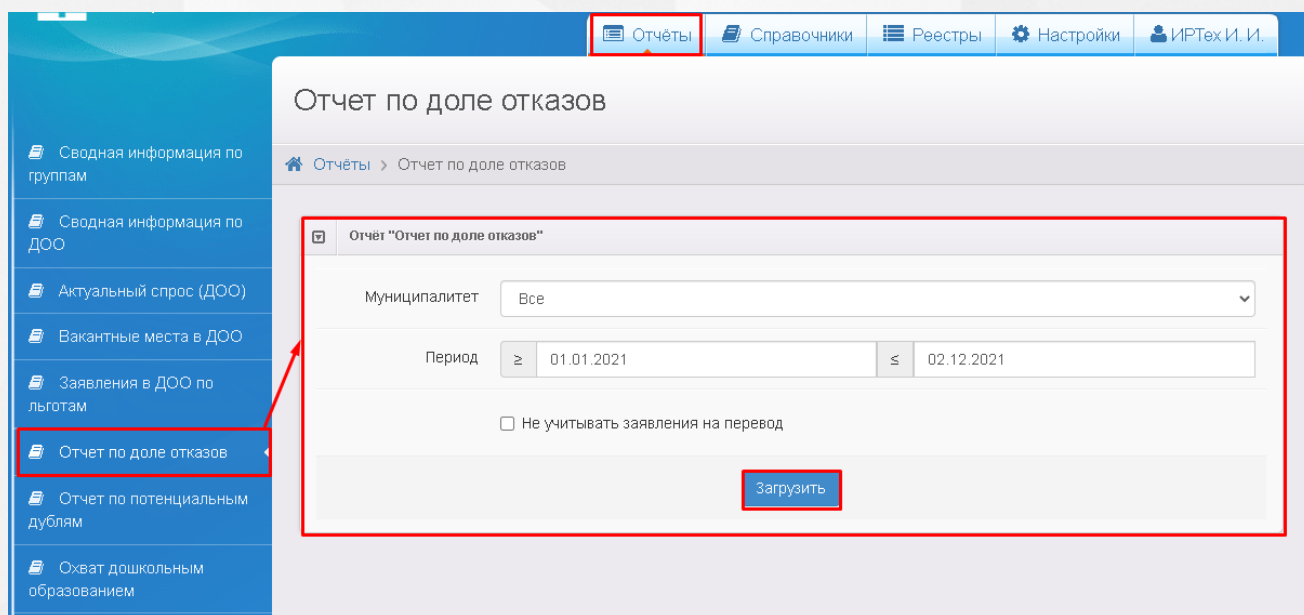 Отчёты
Справочники
Реестры
Настройки
ИРТех И. И.
Отчет по доле отказов
Отчёты > Отчет по доле отказов
Сводная информация по
группам
Сводная информация по
ДОО
Актуальный спрос (ДОО)
Вакантные места в ДОО
Заявления в ДОО по
льготам
Отчет по доле отказов
Отчет по потенциальным
дублям
Охват дошкольным
образованием
Отчёт "Отчет по доле отказов"
Муниципалитет Все
Период ≥ 01.01.2021 ≤ 02.12.2021
Не учитывать заявления на перевод
Загрузить